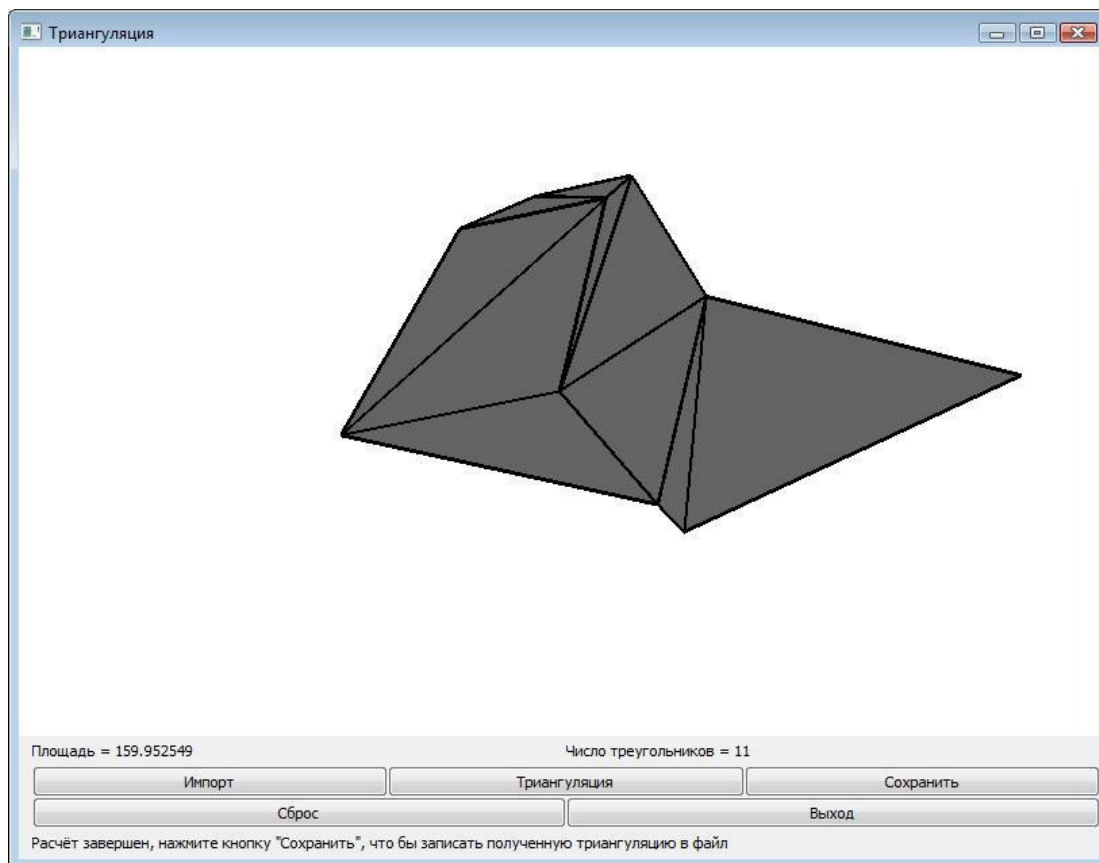 Триангуляция
Площадь = 159.952549 Число треугольников = 11
Импорт Триангуляция Сохранить
Сброс Выход
Расчёт завершен, нажмите кнопку "Сохранить", что бы записать полученную триангуляцию в файл